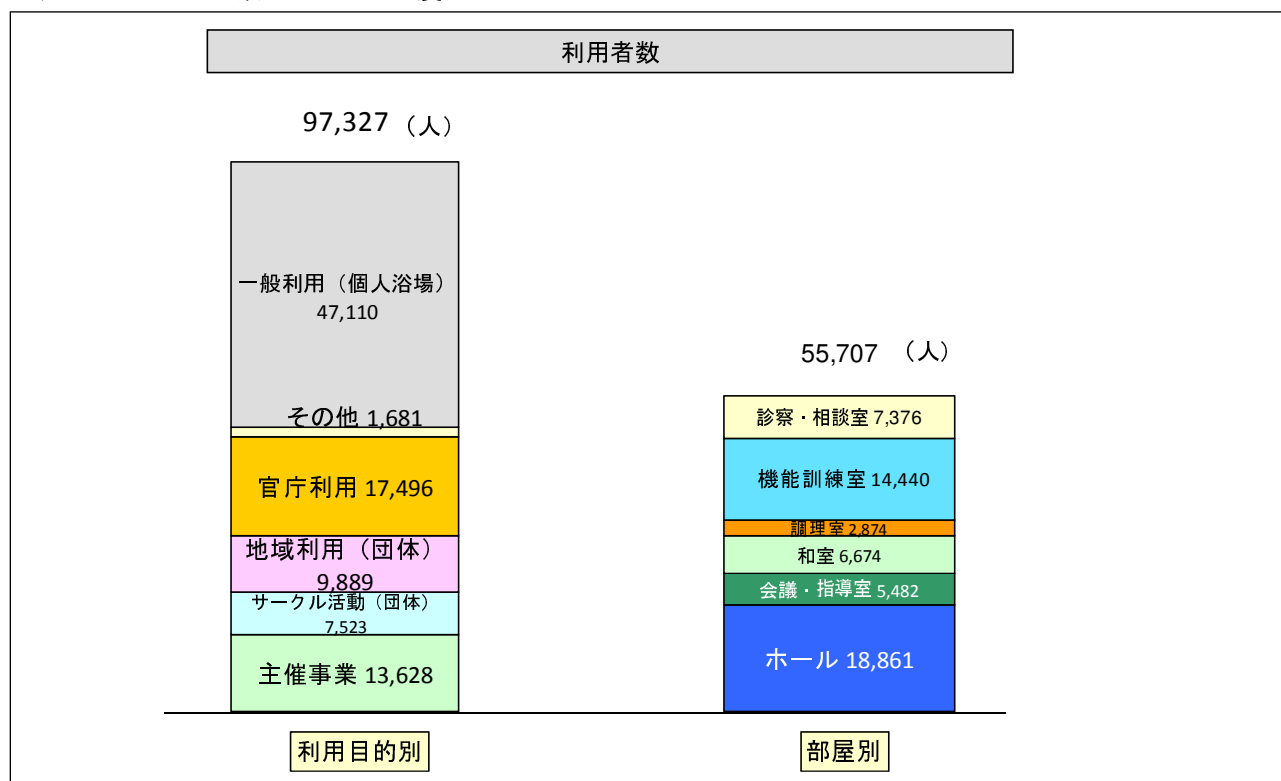 利用者数
97,327 （人）
一般利用（個人浴場）
47,110
その他 1,681
官庁利用 17,496
地域利用（団体）
9,889
サークル活動（団体）
7,523
主催事業 13,628
利用目的別
55,707 （人）
診察・相談室 7,376
機能訓練室 14,440
調理室 2,874
和室 6,674
会議・指導室 5,482
ホール 18,861
部屋別